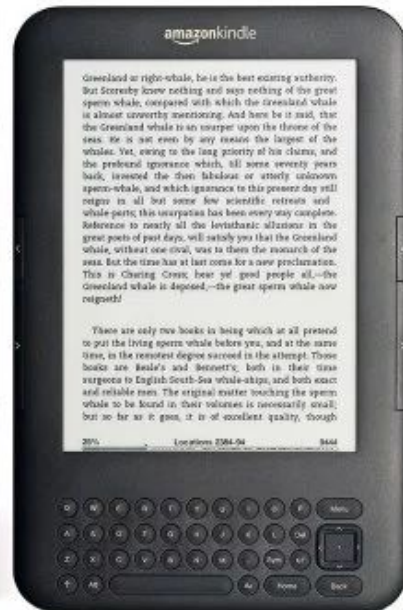 amazonkindle
Greenland or right-whale, he is the best existing authority.
But Scoresby knew nothing and says nothing of the great
sperm whale, compared with which the Greenland whale
is almost unworthy mentioning. And here be it said, that
the Greenland whale is an usurper upon the throne of the
seas. He is not even by any means the largest of the
whales. Yet, owing to the long priority of his claims, and
the profound ignorance which, till some seventy years
back, invested the then fabulous or utterly unknown
sperm-whale, and which ignorance to this present day still
reigns in all but some few scientific retreats and
whale-ports; this usurpation has been every way complete.
Reference to nearly all the leviathanic allusions in the
great poets of past days, will satisfy you that the Greenland
whale, without one rival, was to them the monarch of the
seas. But the time has at last come for a new proclamation.
This is Charing Cross; hear ye! good people all,—the
Greenland whale is deposed,—the great sperm whale now
reigneth!
There are only two books in being which at all pretend
to put the living sperm whale before you, and at the same
time, in the remotest degree succeed in the attempt. Those
books are Beale's and Bennett's; both in their time
surgeons to English South-Sea whale-ships, and both exact
and reliable men. The original matter touching the sperm
whale to be found in their volumes is necessarily small;
but so far as it goes, it is of excellent quality, though
25% Locations 2384-94 9444
Q W E R T Y U I O P Menu
A S D F G H J K L Del
Z X C V B N M . Sym
Alt Aa Home Back